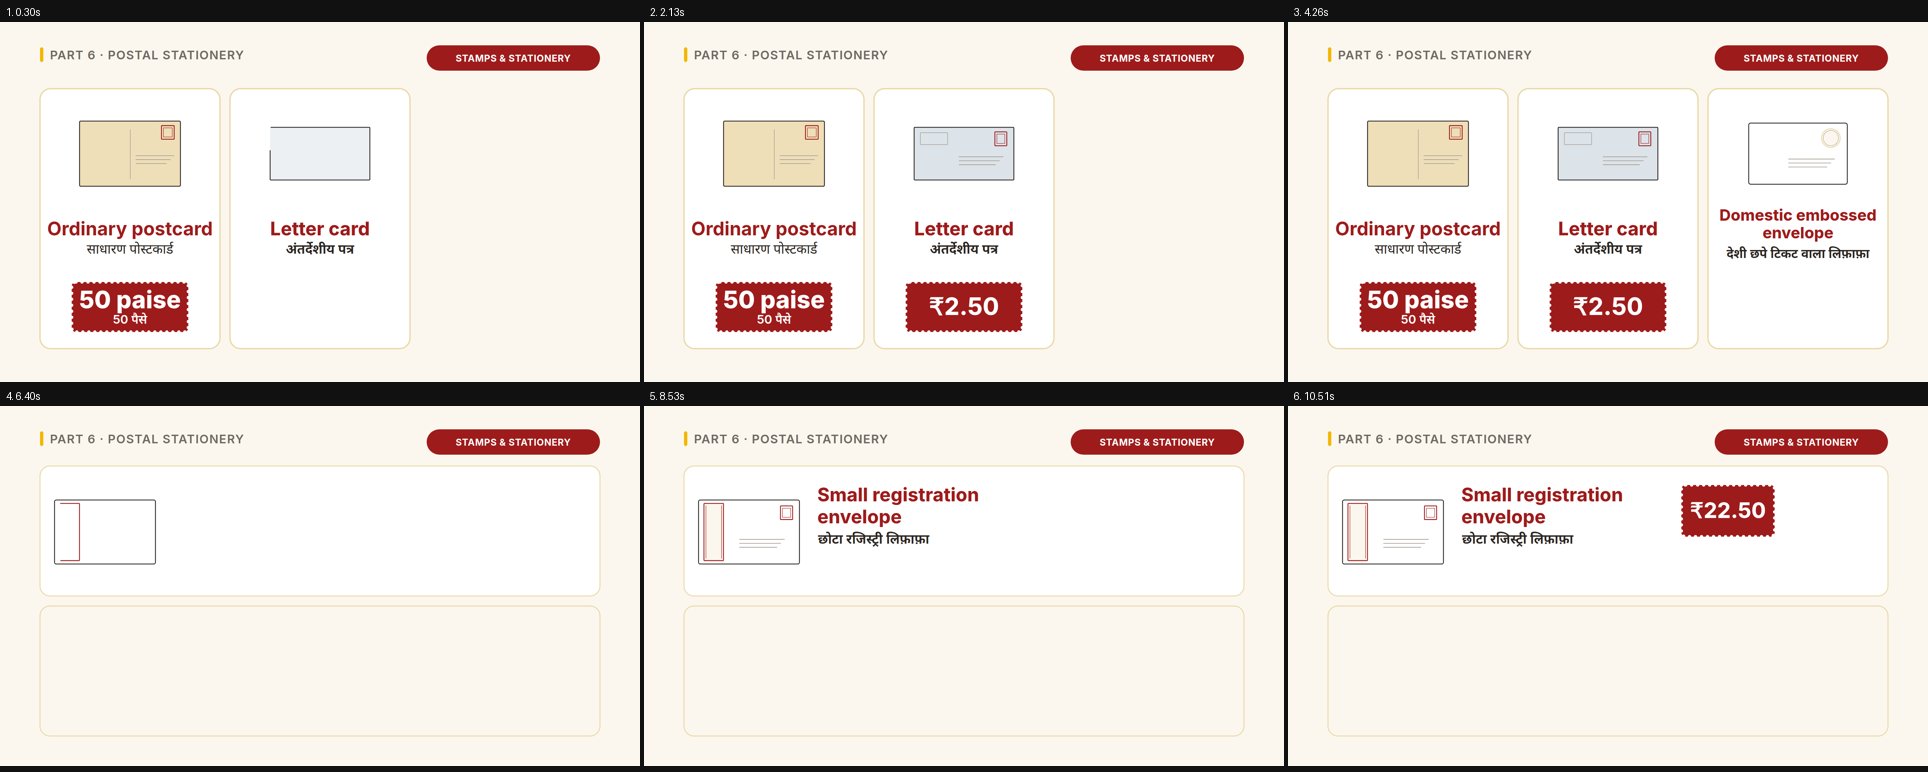 1. 0.30s
PART 6 · POSTAL STATIONERY
STAMPS & STATIONERY
Ordinary postcard
साधारण पोस्टकार्ड
50 paise
50 पैसे
Letter card
अंतर्देशीय पत्र
2. 2.13s
PART 6 · POSTAL STATIONERY
STAMPS & STATIONERY
Ordinary postcard
साधारण पोस्टकार्ड
50 paise
50 पैसे
Letter card
अंतर्देशीय पत्र
₹2.50
3. 4.26s
PART 6 · POSTAL STATIONERY
STAMPS & STATIONERY
Ordinary postcard
साधारण पोस्टकार्ड
50 paise
50 पैसे
Letter card
अंतर्देशीय पत्र
₹2.50
Domestic embossed
envelope
देशी छपे टिकट वाला लिफ़ाफ़ा
4. 6.40s
PART 6 · POSTAL STATIONERY
STAMPS & STATIONERY
5. 8.53s
PART 6 · POSTAL STATIONERY
STAMPS & STATIONERY
Small registration
envelope
छोटा रजिस्ट्री लिफ़ाफ़ा
6. 10.51s
PART 6 · POSTAL STATIONERY
STAMPS & STATIONERY
Small registration
envelope
छोटा रजिस्ट्री लिफ़ाफ़ा
₹22.50